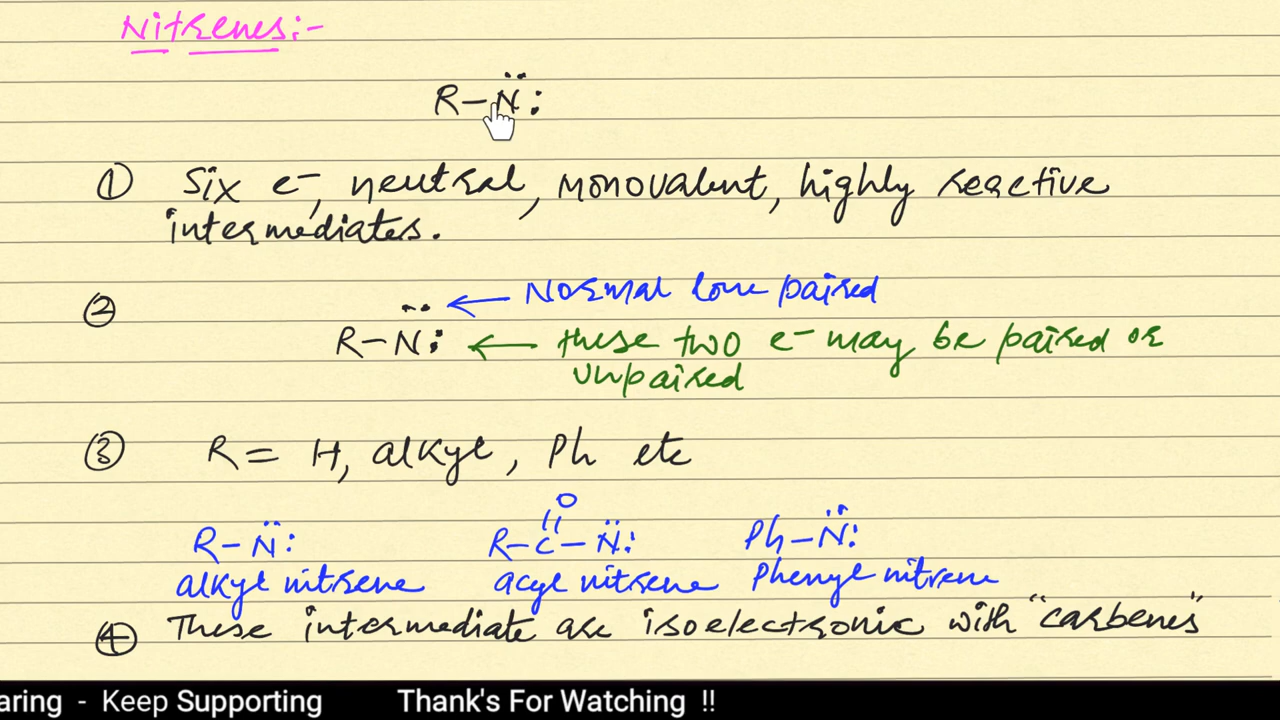 Nitrenes:-
R-N̈:
① Six e⁻, neutral, monovalent, highly reactive
intermediates.
② R-N̈: ← Normal lone paired
← these two e⁻ may be paired or
unpaired
③ R = H, alkyl, Ph etc
R-N̈: R-C(=O)-N̈: Ph-N̈:
alkyl nitrene acyl nitrene Phenyl nitrene
④ These intermediate are isoelectronic with "carbenes"
aring - Keep Supporting Thank's For Watching !!